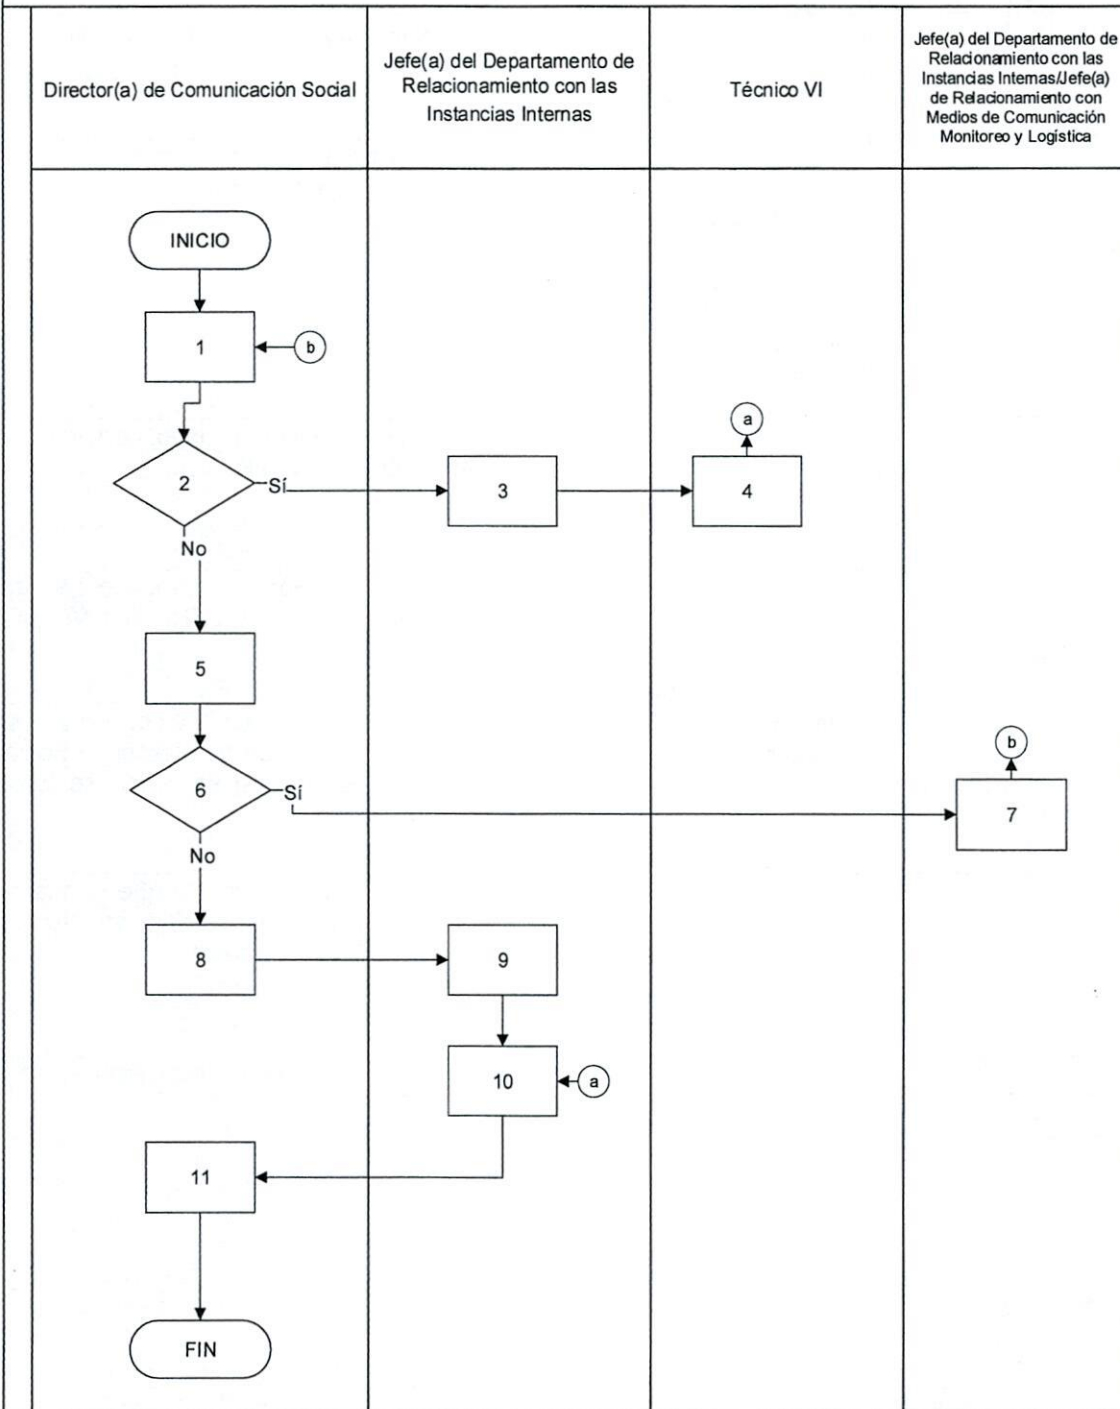 Director(a) de Comunicación Social
Jefe(a) del Departamento de
Relacionamiento con las
Instancias Internas
Técnico VI
Jefe(a) del Departamento de
Relacionamiento con las
Instancias Internas/Jefe(a)
de Relacionamiento con
Medios de Comunicación
Monitoreo y Logística
INICIO
1
b
a
2
Sí
3
4
No
5
b
6
Sí
7
No
8
9
10
a
11
FIN